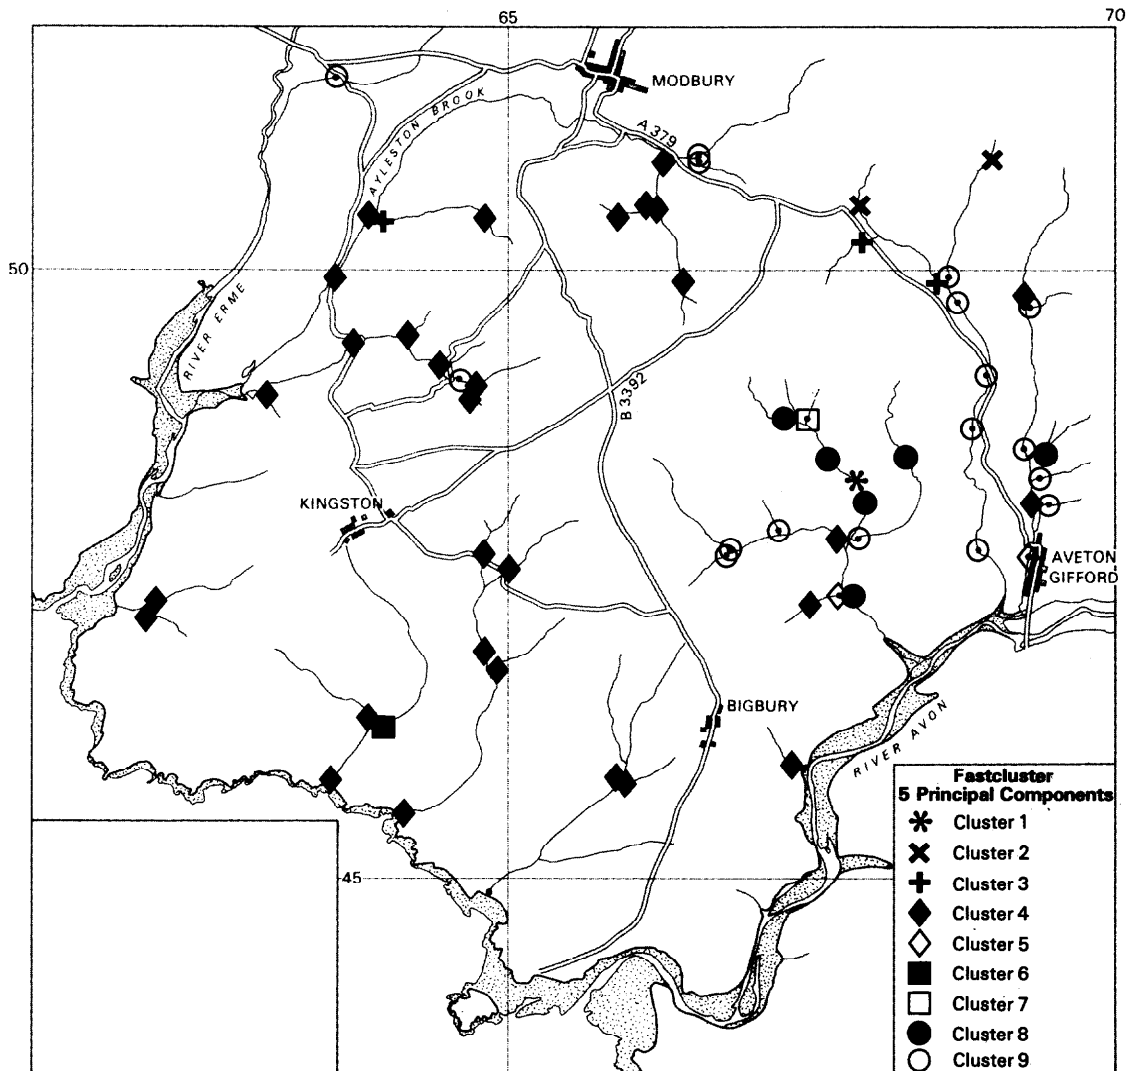 65
70
MODBURY
A 379
AYLESTON BROOK
50
RIVER ERME
B 3392
KINGSTON
AVETON
GIFFORD
BIGBURY
RIVER AVON
45
Fastcluster
5 Principal Components
Cluster 1
Cluster 2
Cluster 3
Cluster 4
Cluster 5
Cluster 6
Cluster 7
Cluster 8
Cluster 9